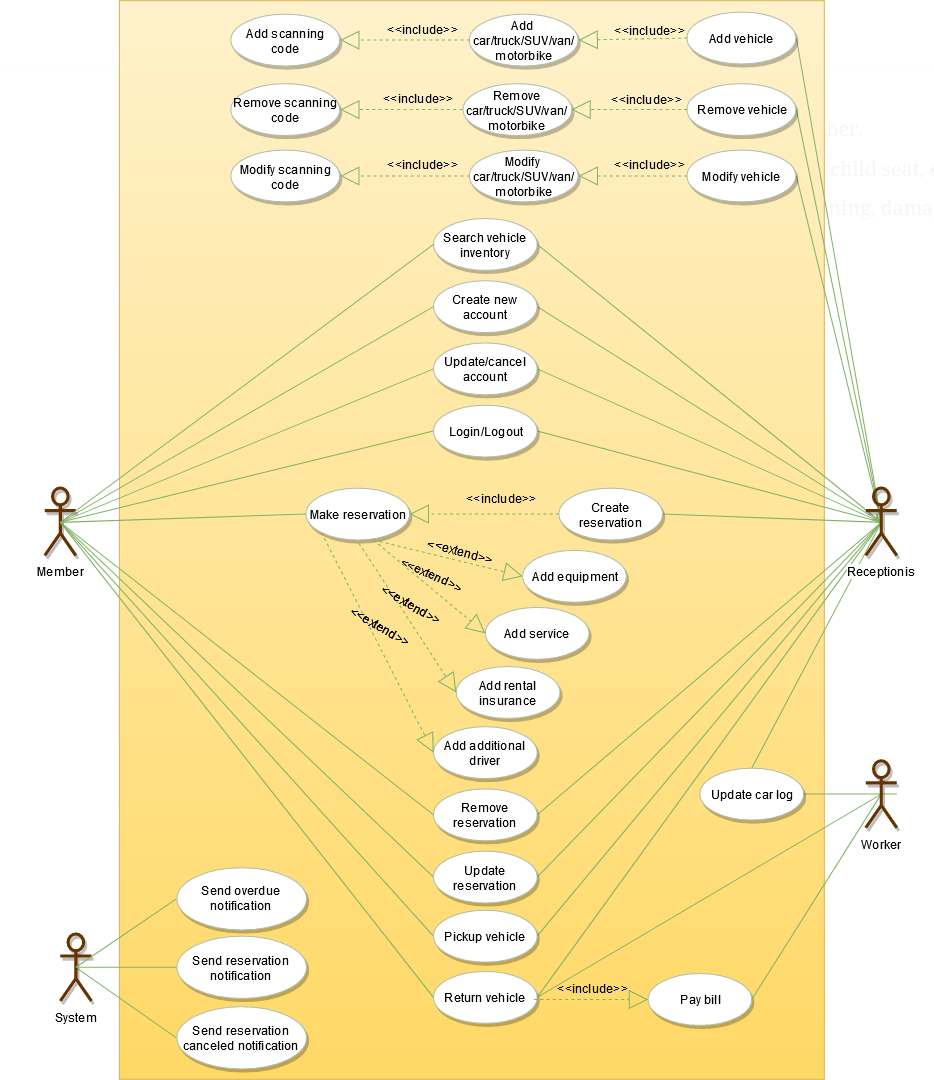 Add scanning
code
<<include>>
Add
car/truck/SUV/van/
motorbike
<<include>>
Add vehicle
Remove scanning
code
<<include>>
Remove
car/truck/SUV/van/
motorbike
<<include>>
Remove vehicle
ber.
Modify scanning
code
<<include>>
Modify
car/truck/SUV/van/
motorbike
<<include>>
Modify vehicle
child seat,
ning, dama
Search vehicle
inventory
Create new
account
Update/cancel
account
Login/Logout
Member
Make reservation
<<include>>
Create
reservation
Receptionis
<<extend>>
<<extend>>
<<extend>>
<<extend>>
Add equipment
Add service
Add rental
insurance
Add additional
driver
Remove
reservation
Update car log
Worker
Update
reservation
Send overdue
notification
Pickup vehicle
Send reservation
notification
System
Return vehicle
<<include>>
Pay bill
Send reservation
canceled notification